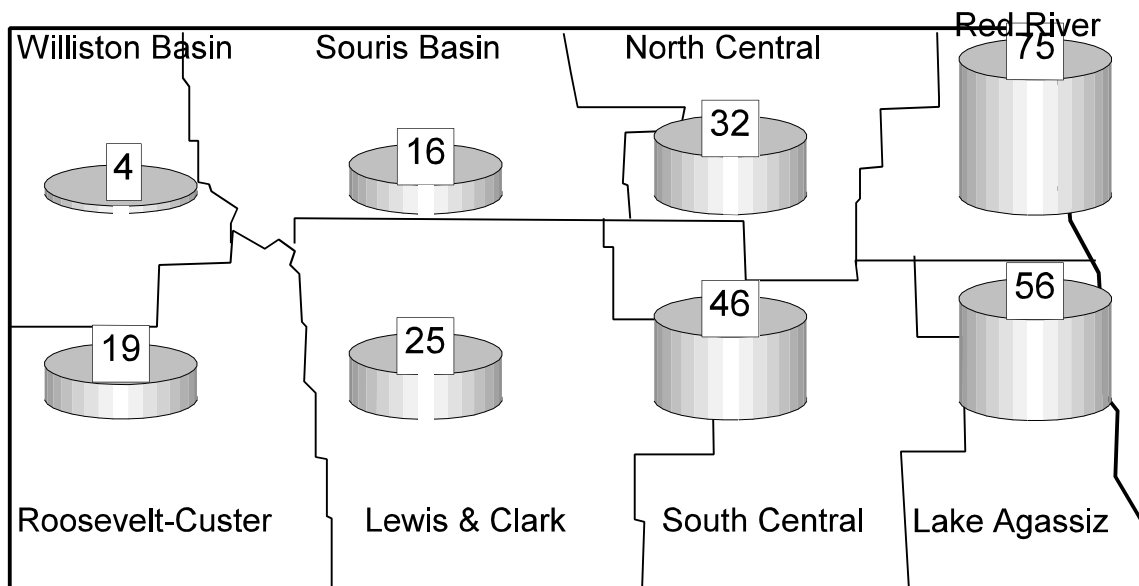 Red River
Williston Basin
Souris Basin
North Central
75
4
16
32
19
25
46
56
Roosevelt-Custer
Lewis & Clark
South Central
Lake Agassiz